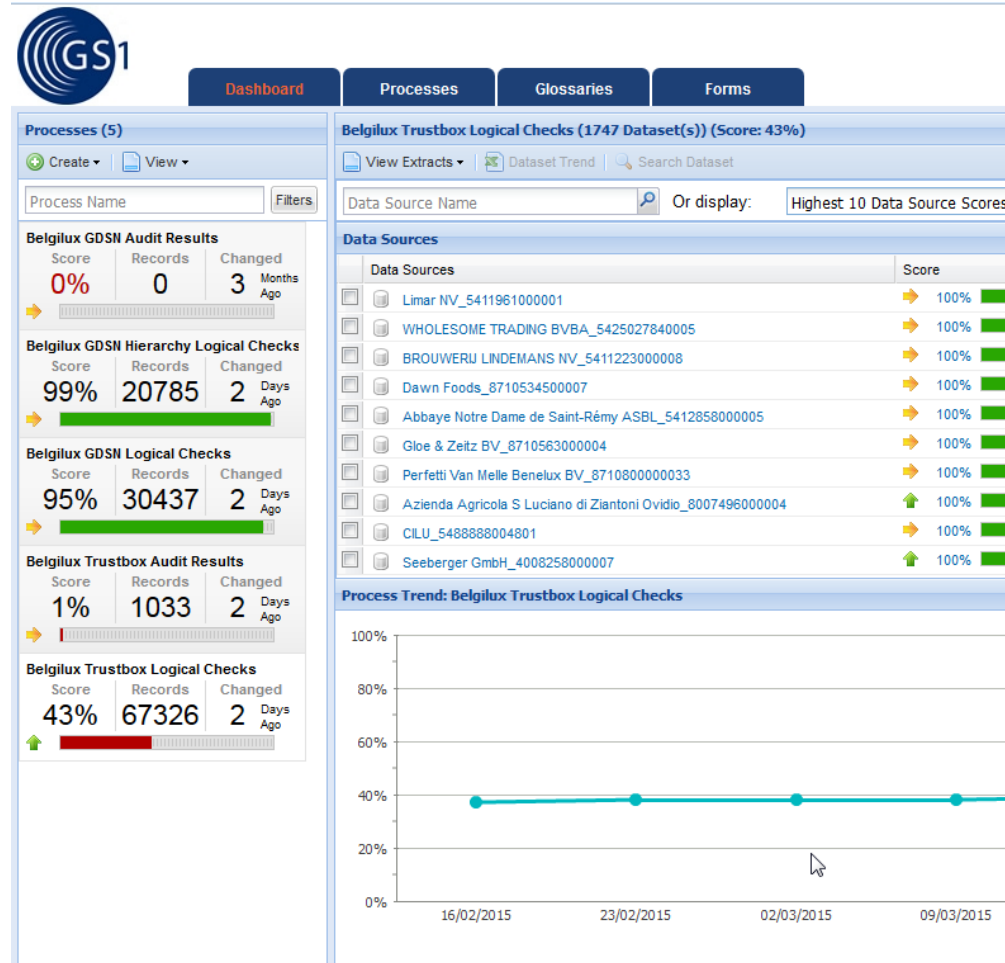 GS1
Dashboard
Processes
Glossaries
Forms
Processes (5)
Create
View
Process Name
Filters
Belgilux GDSN Audit Results
Score Records Changed
0% 0 3 Months Ago
Belgilux GDSN Hierarchy Logical Checks
Score Records Changed
99% 20785 2 Days Ago
Belgilux GDSN Logical Checks
Score Records Changed
95% 30437 2 Days Ago
Belgilux Trustbox Audit Results
Score Records Changed
1% 1033 2 Days Ago
Belgilux Trustbox Logical Checks
Score Records Changed
43% 67326 2 Days Ago
Belgilux Trustbox Logical Checks (1747 Dataset(s)) (Score: 43%)
View Extracts Dataset Trend Search Dataset
Data Source Name Or display: Highest 10 Data Source Scores
Data Sources
Data Sources Score
Limar NV_5411961000001 100%
WHOLESOME TRADING BVBA_5425027840005 100%
BROUWERIJ LINDEMANS NV_5411223000008 100%
Dawn Foods_8710534500007 100%
Abbaye Notre Dame de Saint-Rémy ASBL_5412858000005 100%
Gloe & Zeitz BV_8710563000004 100%
Perfetti Van Melle Benelux BV_8710800000033 100%
Azienda Agricola S Luciano di Ziantoni Ovidio_8007496000004 100%
CILU_5488888004801 100%
Seeberger GmbH_4008258000007 100%
Process Trend: Belgilux Trustbox Logical Checks
100%
80%
60%
40%
20%
0%
16/02/2015 23/02/2015 02/03/2015 09/03/2015